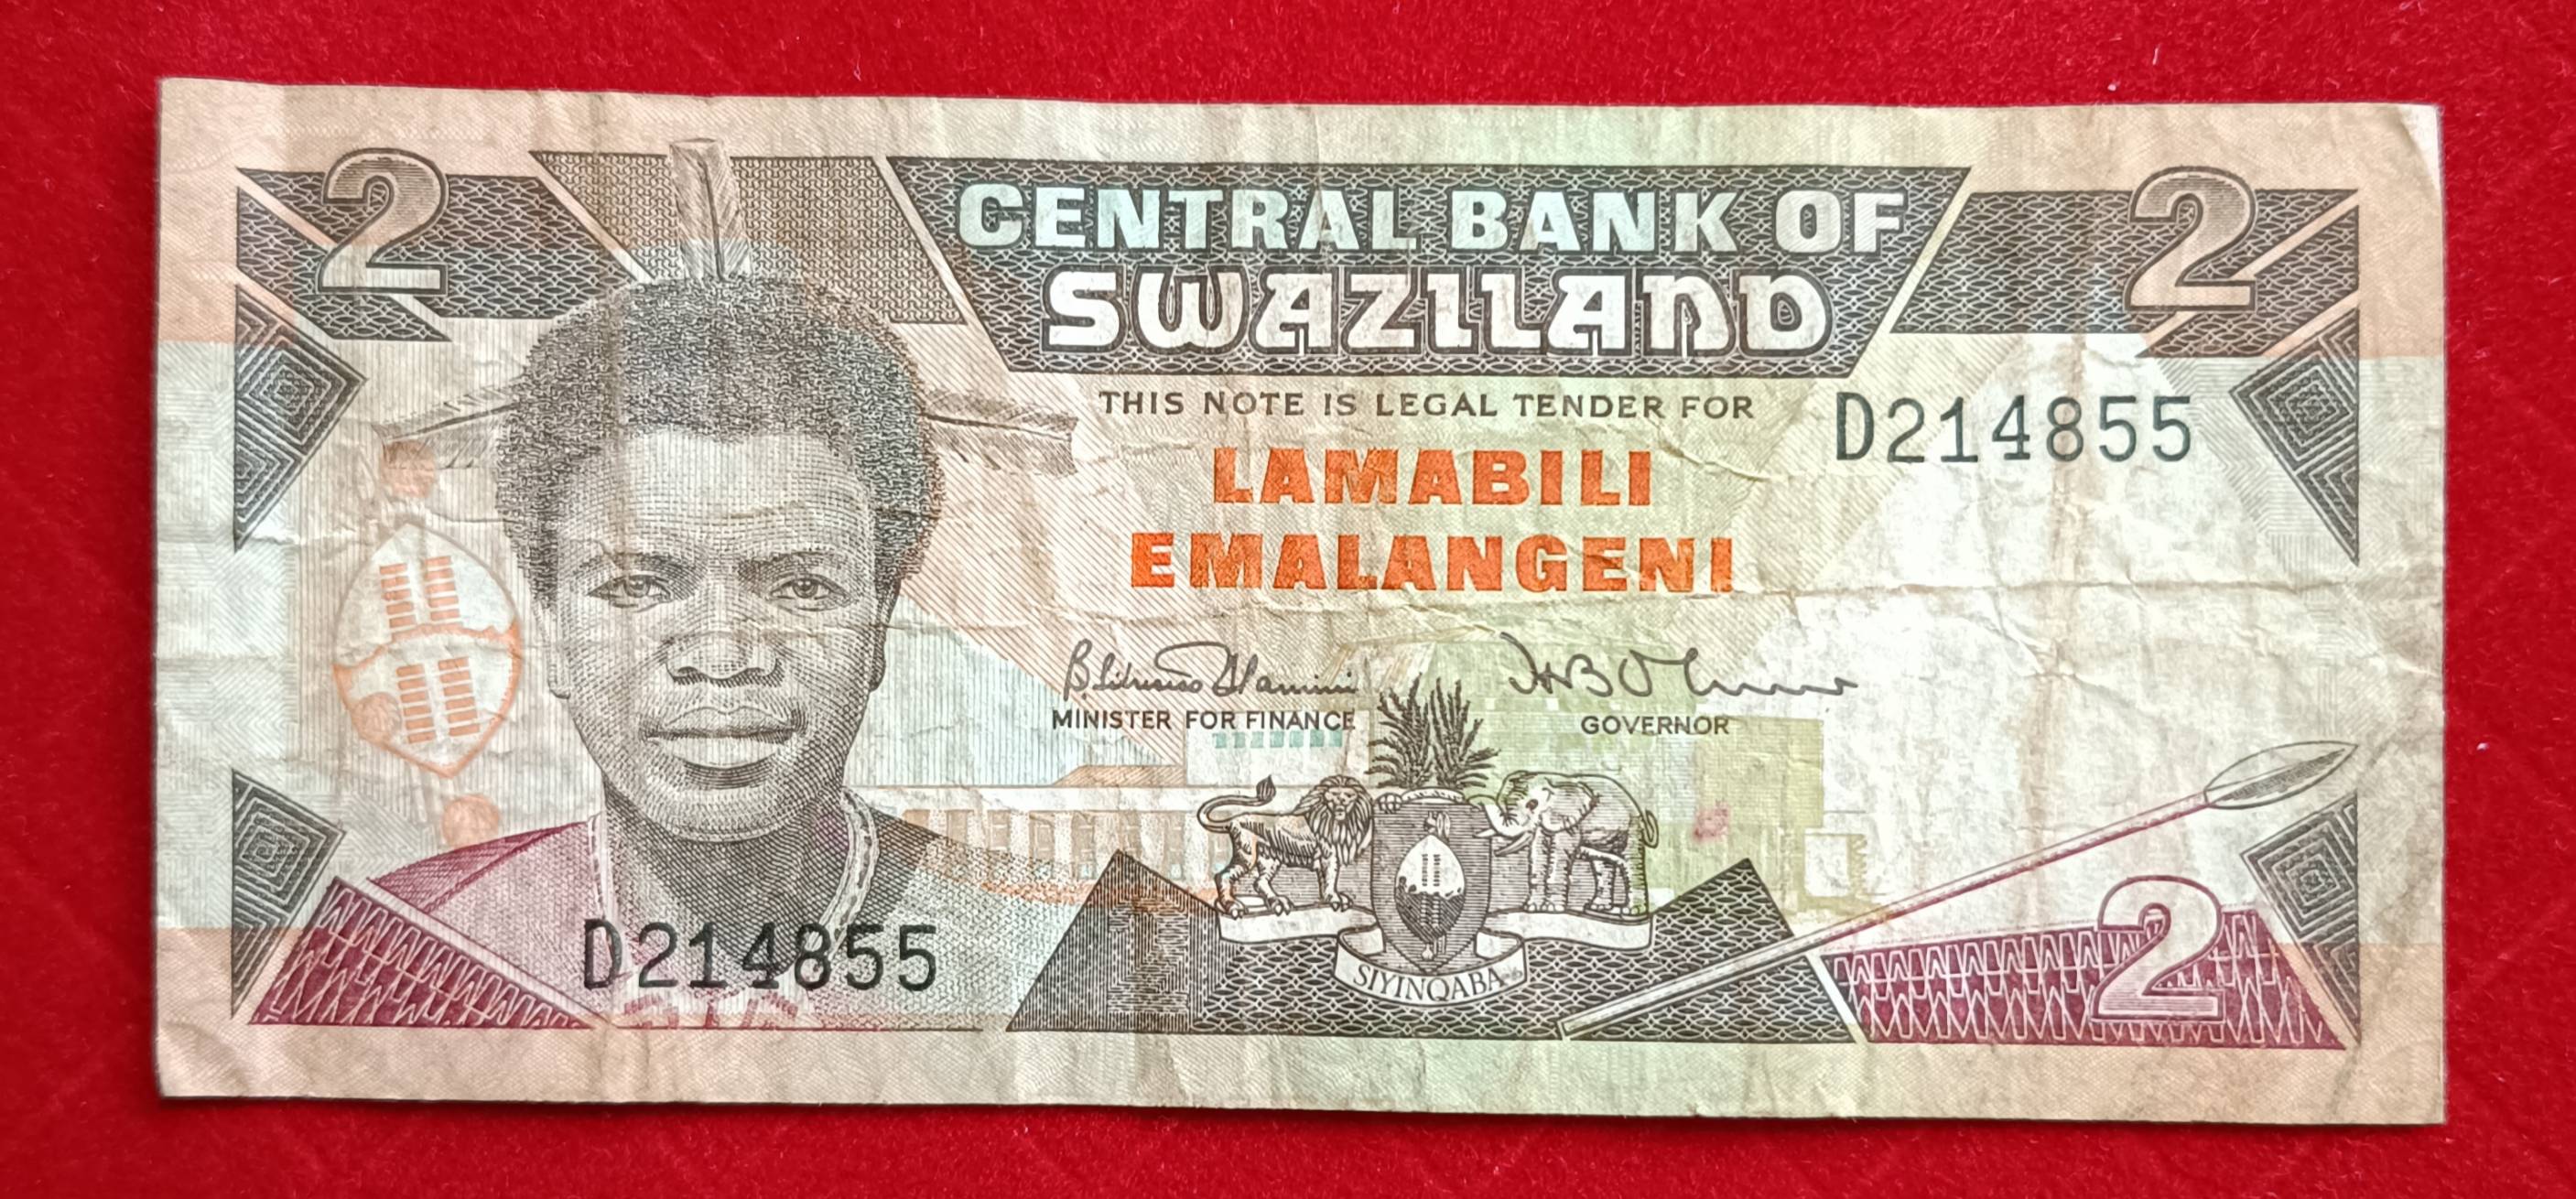 2
CENTRAL BANK OF
SWAZILAND
2
THIS NOTE IS LEGAL TENDER FOR
D214855
LAMABILI
EMALANGENI
MINISTER FOR FINANCE
GOVERNOR
D214855
SIYINQABA
2